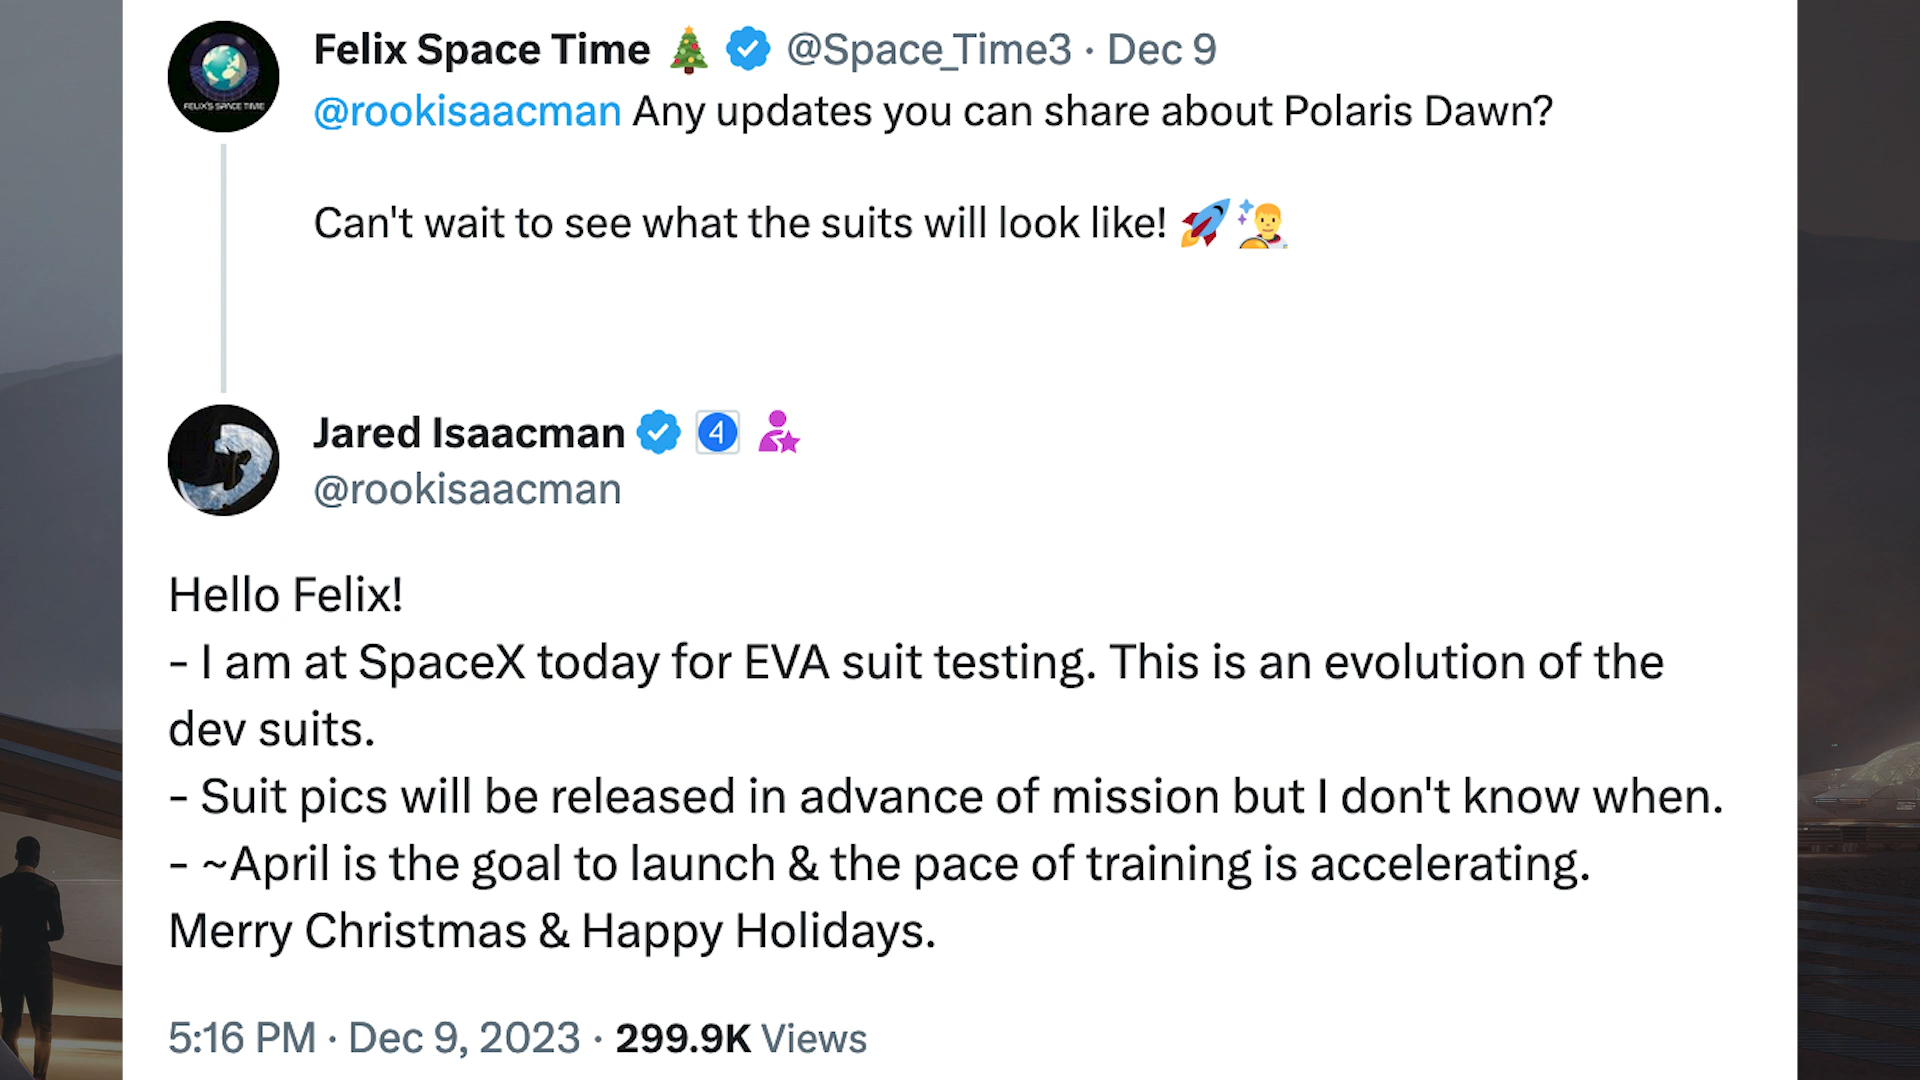 Felix Space Time 🎄 @Space_Time3 · Dec 9
@rookisaacman Any updates you can share about Polaris Dawn?
Can't wait to see what the suits will look like! 🚀👨‍🚀
FELIX'S SPACE TIME
Jared Isaacman 4
@rookisaacman
Hello Felix!
- I am at SpaceX today for EVA suit testing. This is an evolution of the
dev suits.
- Suit pics will be released in advance of mission but I don't know when.
- ~April is the goal to launch & the pace of training is accelerating.
Merry Christmas & Happy Holidays.
5:16 PM · Dec 9, 2023 · 299.9K Views